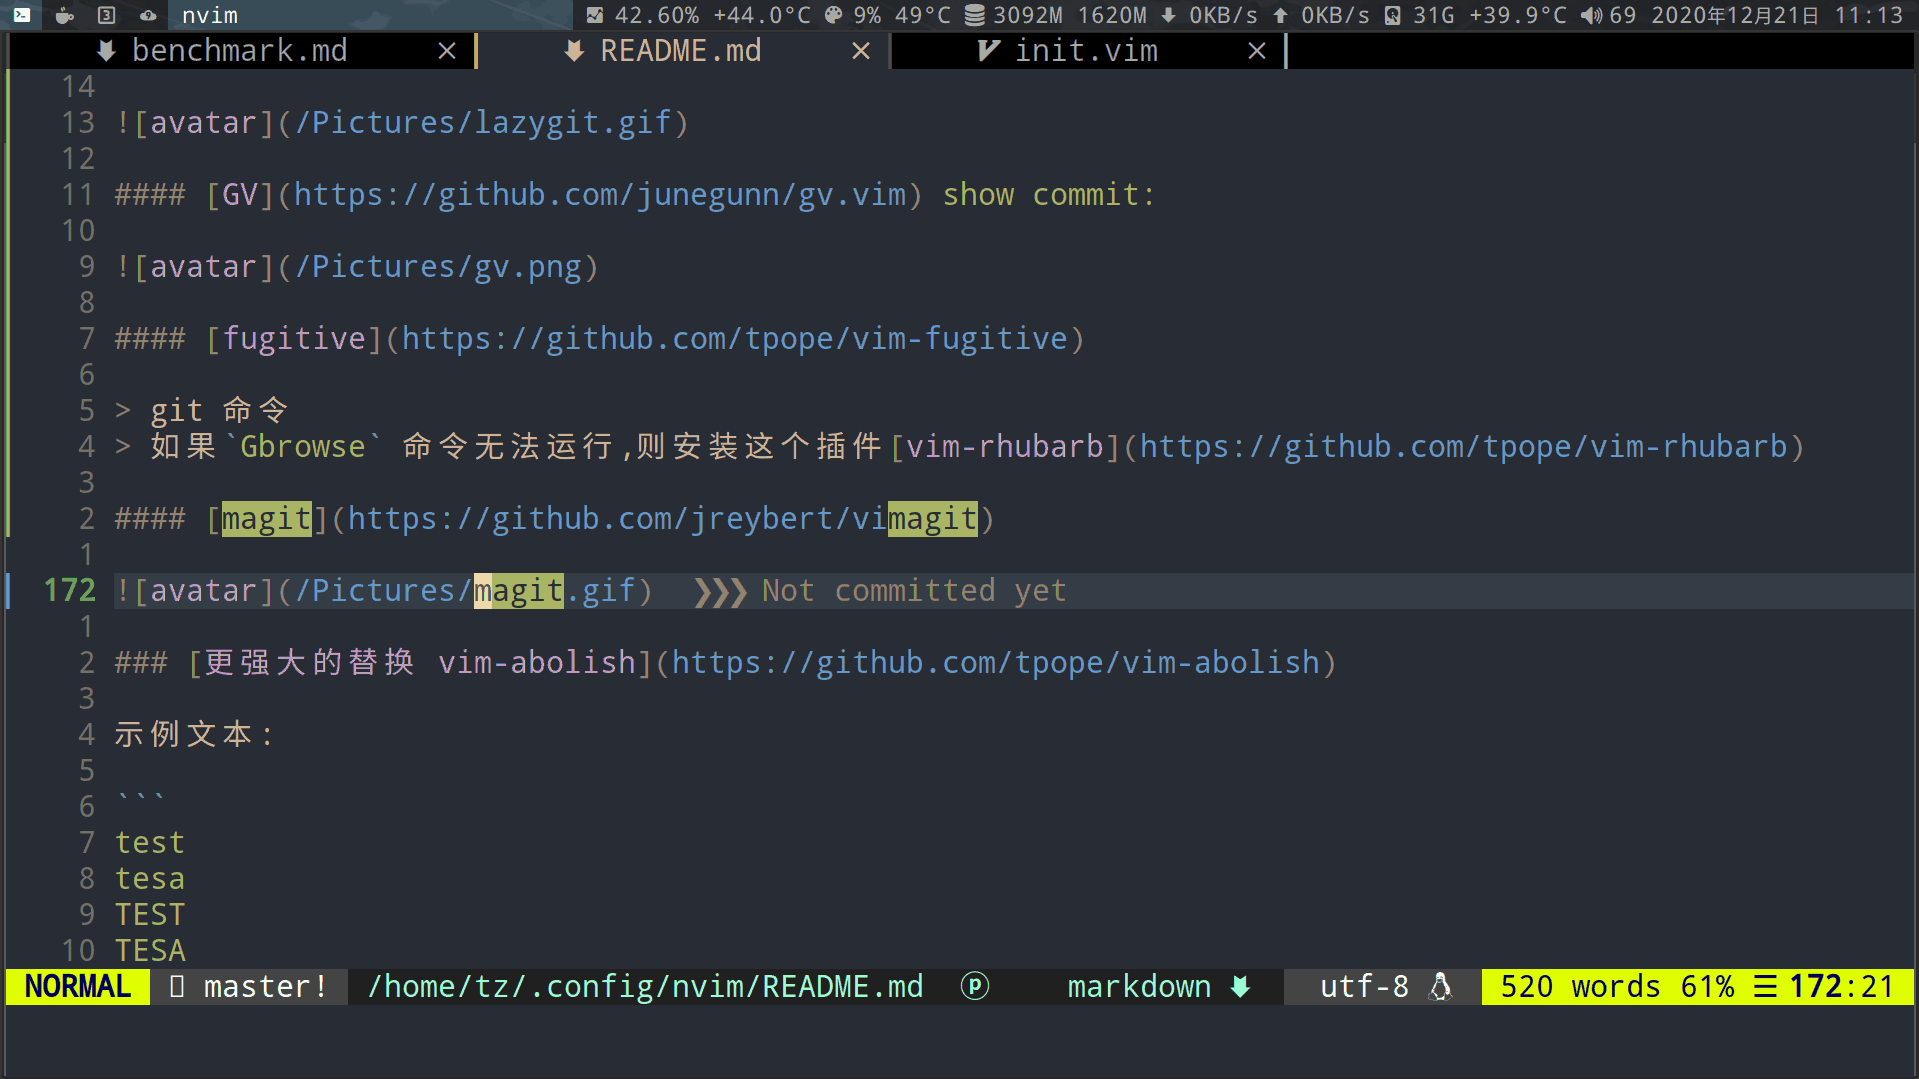 3 nvim 42.60% +44.0°C 9% 49°C 3092M 1620M 0KB/s 0KB/s 31G +39.9°C 69 2020年12月21日 11:13
benchmark.md × README.md × init.vim ×
14
13 ![avatar](/Pictures/lazygit.gif)
12
11 #### [GV](https://github.com/junegunn/gv.vim) show commit:
10
9 ![avatar](/Pictures/gv.png)
8
7 #### [fugitive](https://github.com/tpope/vim-fugitive)
6
5 > git 命令
4 > 如果`Gbrowse` 命令无法运行,则安装这个插件[vim-rhubarb](https://github.com/tpope/vim-rhubarb)
3
2 #### [magit](https://github.com/jreybert/vimagit)
1
172 ![avatar](/Pictures/magit.gif) ❯❯❯ Not committed yet
1
2 ### [更强大的替换 vim-abolish](https://github.com/tpope/vim-abolish)
3
4 示例文本:
5
6 ```
7 test
8 tesa
9 TEST
10 TESA
NORMAL master! /home/tz/.config/nvim/README.md ⓟ markdown utf-8 520 words 61% ☰ 172:21